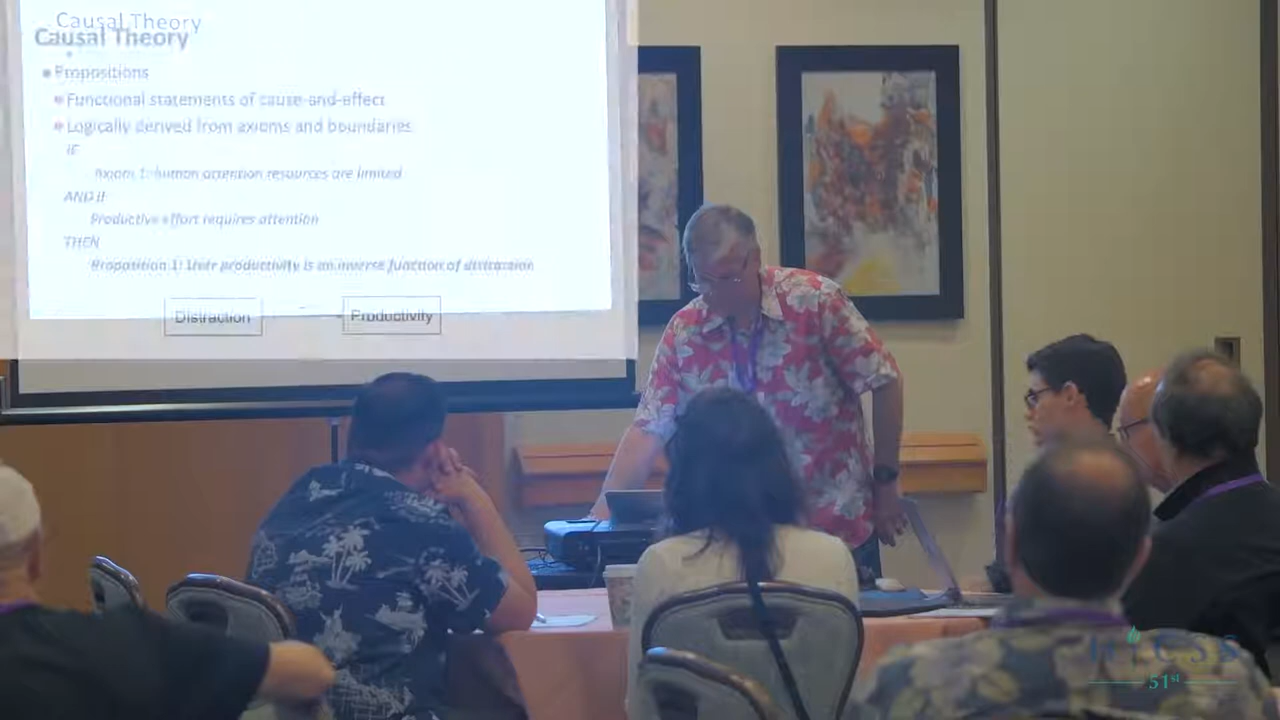 Causal Theory
Causal Theory
Propositions
Functional statements of cause-and-effect
Logically derived from axioms and boundaries
IF
Axiom 1: human attention resources are limited
AND IF
Productive effort requires attention
THEN
Proposition 1: User productivity is an inverse function of distraction
Distraction
Productivity
HICSS
51st